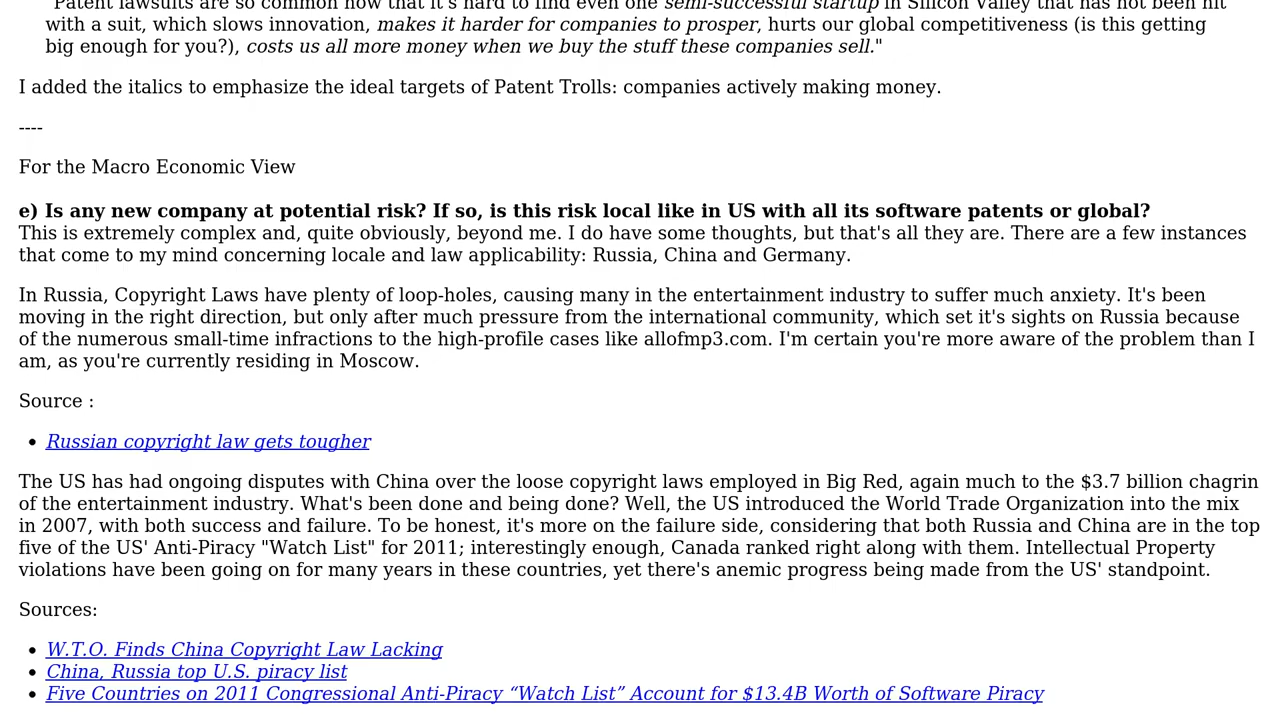 "Patent lawsuits are so common now that it's hard to find even one semi-successful startup in Silicon Valley that has not been hit
with a suit, which slows innovation, makes it harder for companies to prosper, hurts our global competitiveness (is this getting
big enough for you?), costs us all more money when we buy the stuff these companies sell."
I added the italics to emphasize the ideal targets of Patent Trolls: companies actively making money.
----
For the Macro Economic View
e) Is any new company at potential risk? If so, is this risk local like in US with all its software patents or global?
This is extremely complex and, quite obviously, beyond me. I do have some thoughts, but that's all they are. There are a few instances
that come to my mind concerning locale and law applicability: Russia, China and Germany.
In Russia, Copyright Laws have plenty of loop-holes, causing many in the entertainment industry to suffer much anxiety. It's been
moving in the right direction, but only after much pressure from the international community, which set it's sights on Russia because
of the numerous small-time infractions to the high-profile cases like allofmp3.com. I'm certain you're more aware of the problem than I
am, as you're currently residing in Moscow.
Source :
• Russian copyright law gets tougher
The US has had ongoing disputes with China over the loose copyright laws employed in Big Red, again much to the $3.7 billion chagrin
of the entertainment industry. What's been done and being done? Well, the US introduced the World Trade Organization into the mix
in 2007, with both success and failure. To be honest, it's more on the failure side, considering that both Russia and China are in the top
five of the US' Anti-Piracy "Watch List" for 2011; interestingly enough, Canada ranked right along with them. Intellectual Property
violations have been going on for many years in these countries, yet there's anemic progress being made from the US' standpoint.
Sources:
• W.T.O. Finds China Copyright Law Lacking
• China, Russia top U.S. piracy list
• Five Countries on 2011 Congressional Anti-Piracy “Watch List” Account for $13.4B Worth of Software Piracy